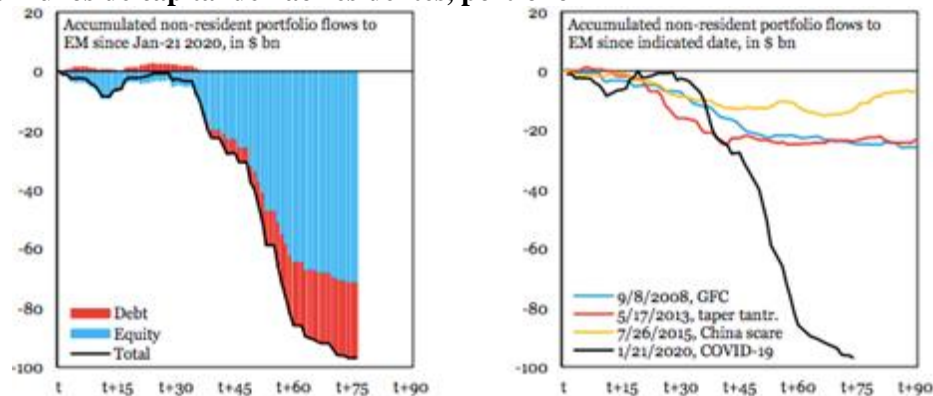 Accumulated non-resident portfolio flows to
EM since Jan-21 2020, in $ bn
20
0
-20
-40
-60
-80
-100
Debt
Equity
Total
t t+15 t+30 t+45 t+60 t+75 t+90
Accumulated non-resident portfolio flows to
EM since indicated date, in $ bn
20
0
-20
-40
-60
-80
-100
9/8/2008, GFC
5/17/2013, taper tantr.
7/26/2015, China scare
1/21/2020, COVID-19
t t+15 t+30 t+45 t+60 t+75 t+90